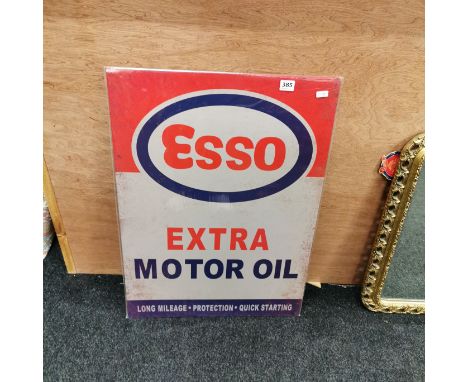 385
Esso
EXTRA
MOTOR OIL
LONG MILEAGE • PROTECTION • QUICK STARTING